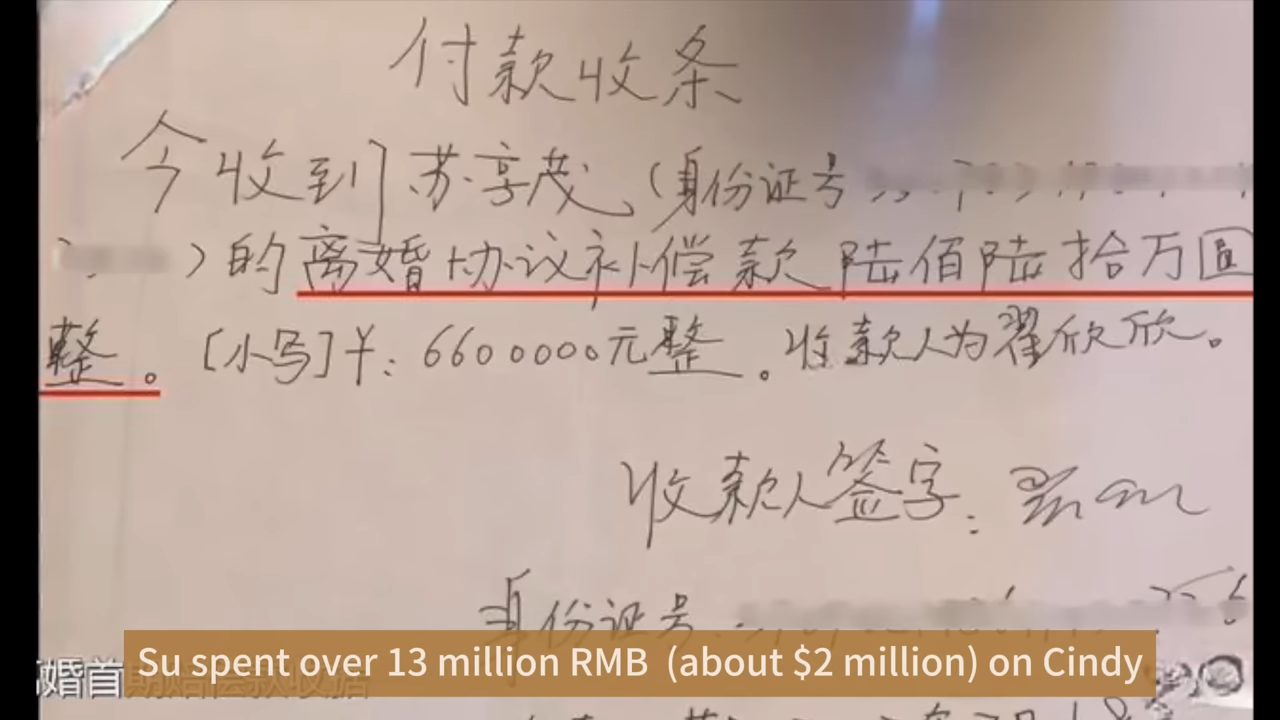 付款收条
今收到苏享茂(身份证号
)的离婚协议补偿款陆佰陆拾万圆
整。[小写]¥:6600000元整。收款人为翟欣欣。
收款人签字:
身份证号:
Su spent over 13 million RMB (about $2 million) on Cindy
婚首